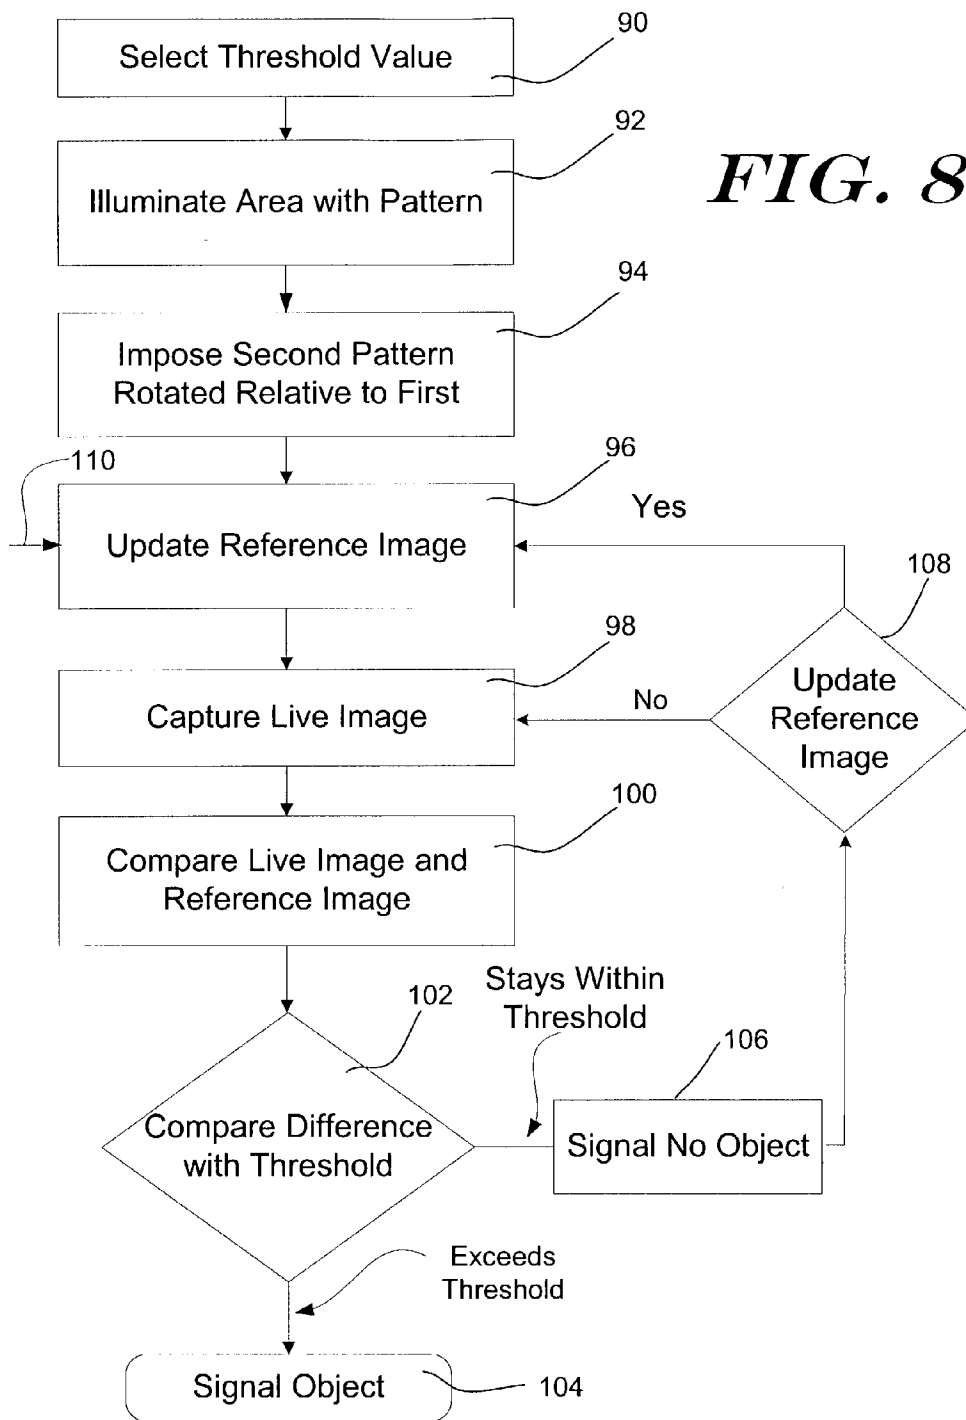 Select Threshold Value
90
Illuminate Area with Pattern
92
FIG. 8
Impose Second Pattern
Rotated Relative to First
94
110
Update Reference Image
96
Yes
108
Capture Live Image
98
No
Update
Reference
Image
Compare Live Image and
Reference Image
100
Compare Difference
with Threshold
102
Stays Within
Threshold
106
Signal No Object
Exceeds
Threshold
Signal Object
104